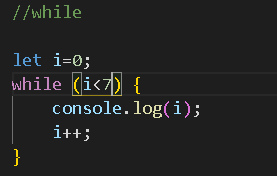 //while
let i=0;
while (i<7) {
    console.log(i);
    i++;
}